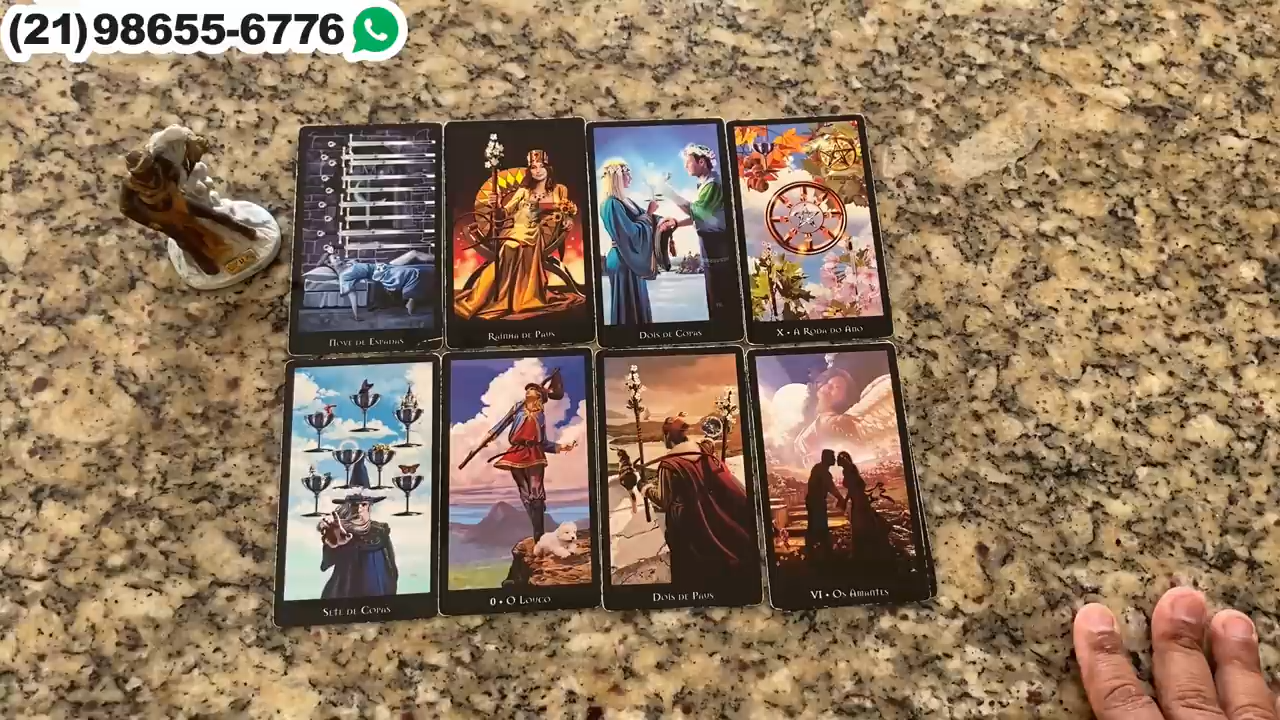 (21)98655-6776
Nove de Espadas
Rainha de Paus
Dois de Copas
X • A Roda do Ano
Sete de Copas
0 • O Louco
Dois de Paus
VI • Os Amantes